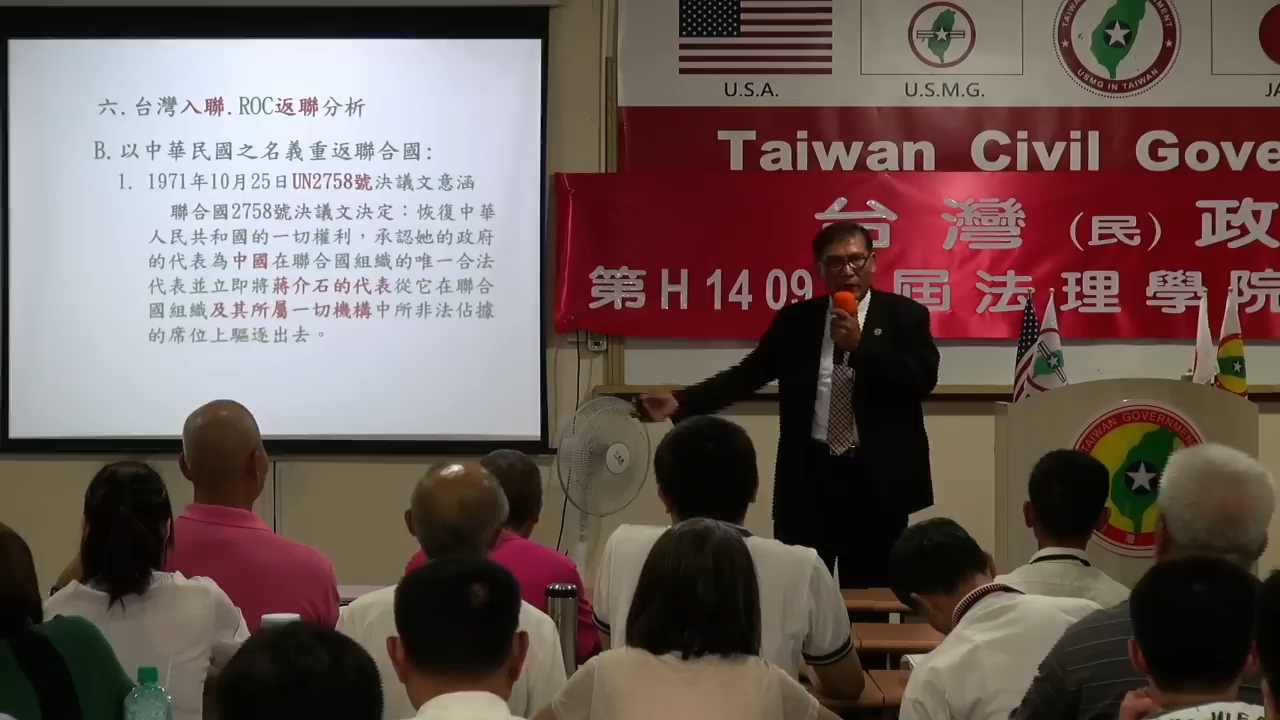 六.台灣入聯.ROC返聯分析
B.以中華民國之名義重返聯合國:
1. 1971年10月25日UN2758號決議文意涵
聯合國2758號決議文決定：恢復中華
人民共和國的一切權利，承認她的政府
的代表為中國在聯合國組織的唯一合法
代表並立即將蔣介石的代表從它在聯合
國組織及其所屬一切機構中所非法佔據
的席位上驅逐出去。
U.S.A.
U.S.M.G.
USMG IN TAIWAN
JA
Taiwan Civil Gove
台灣(民)政
第H 14 09 屆法理學院
TAIWAN GOVERNMENT